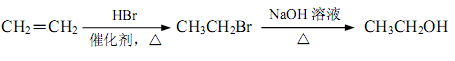 CH₂=CH₂ —HBr 催化剂，△→ CH₃CH₂Br —NaOH 溶液 △→ CH₃CH₂OH